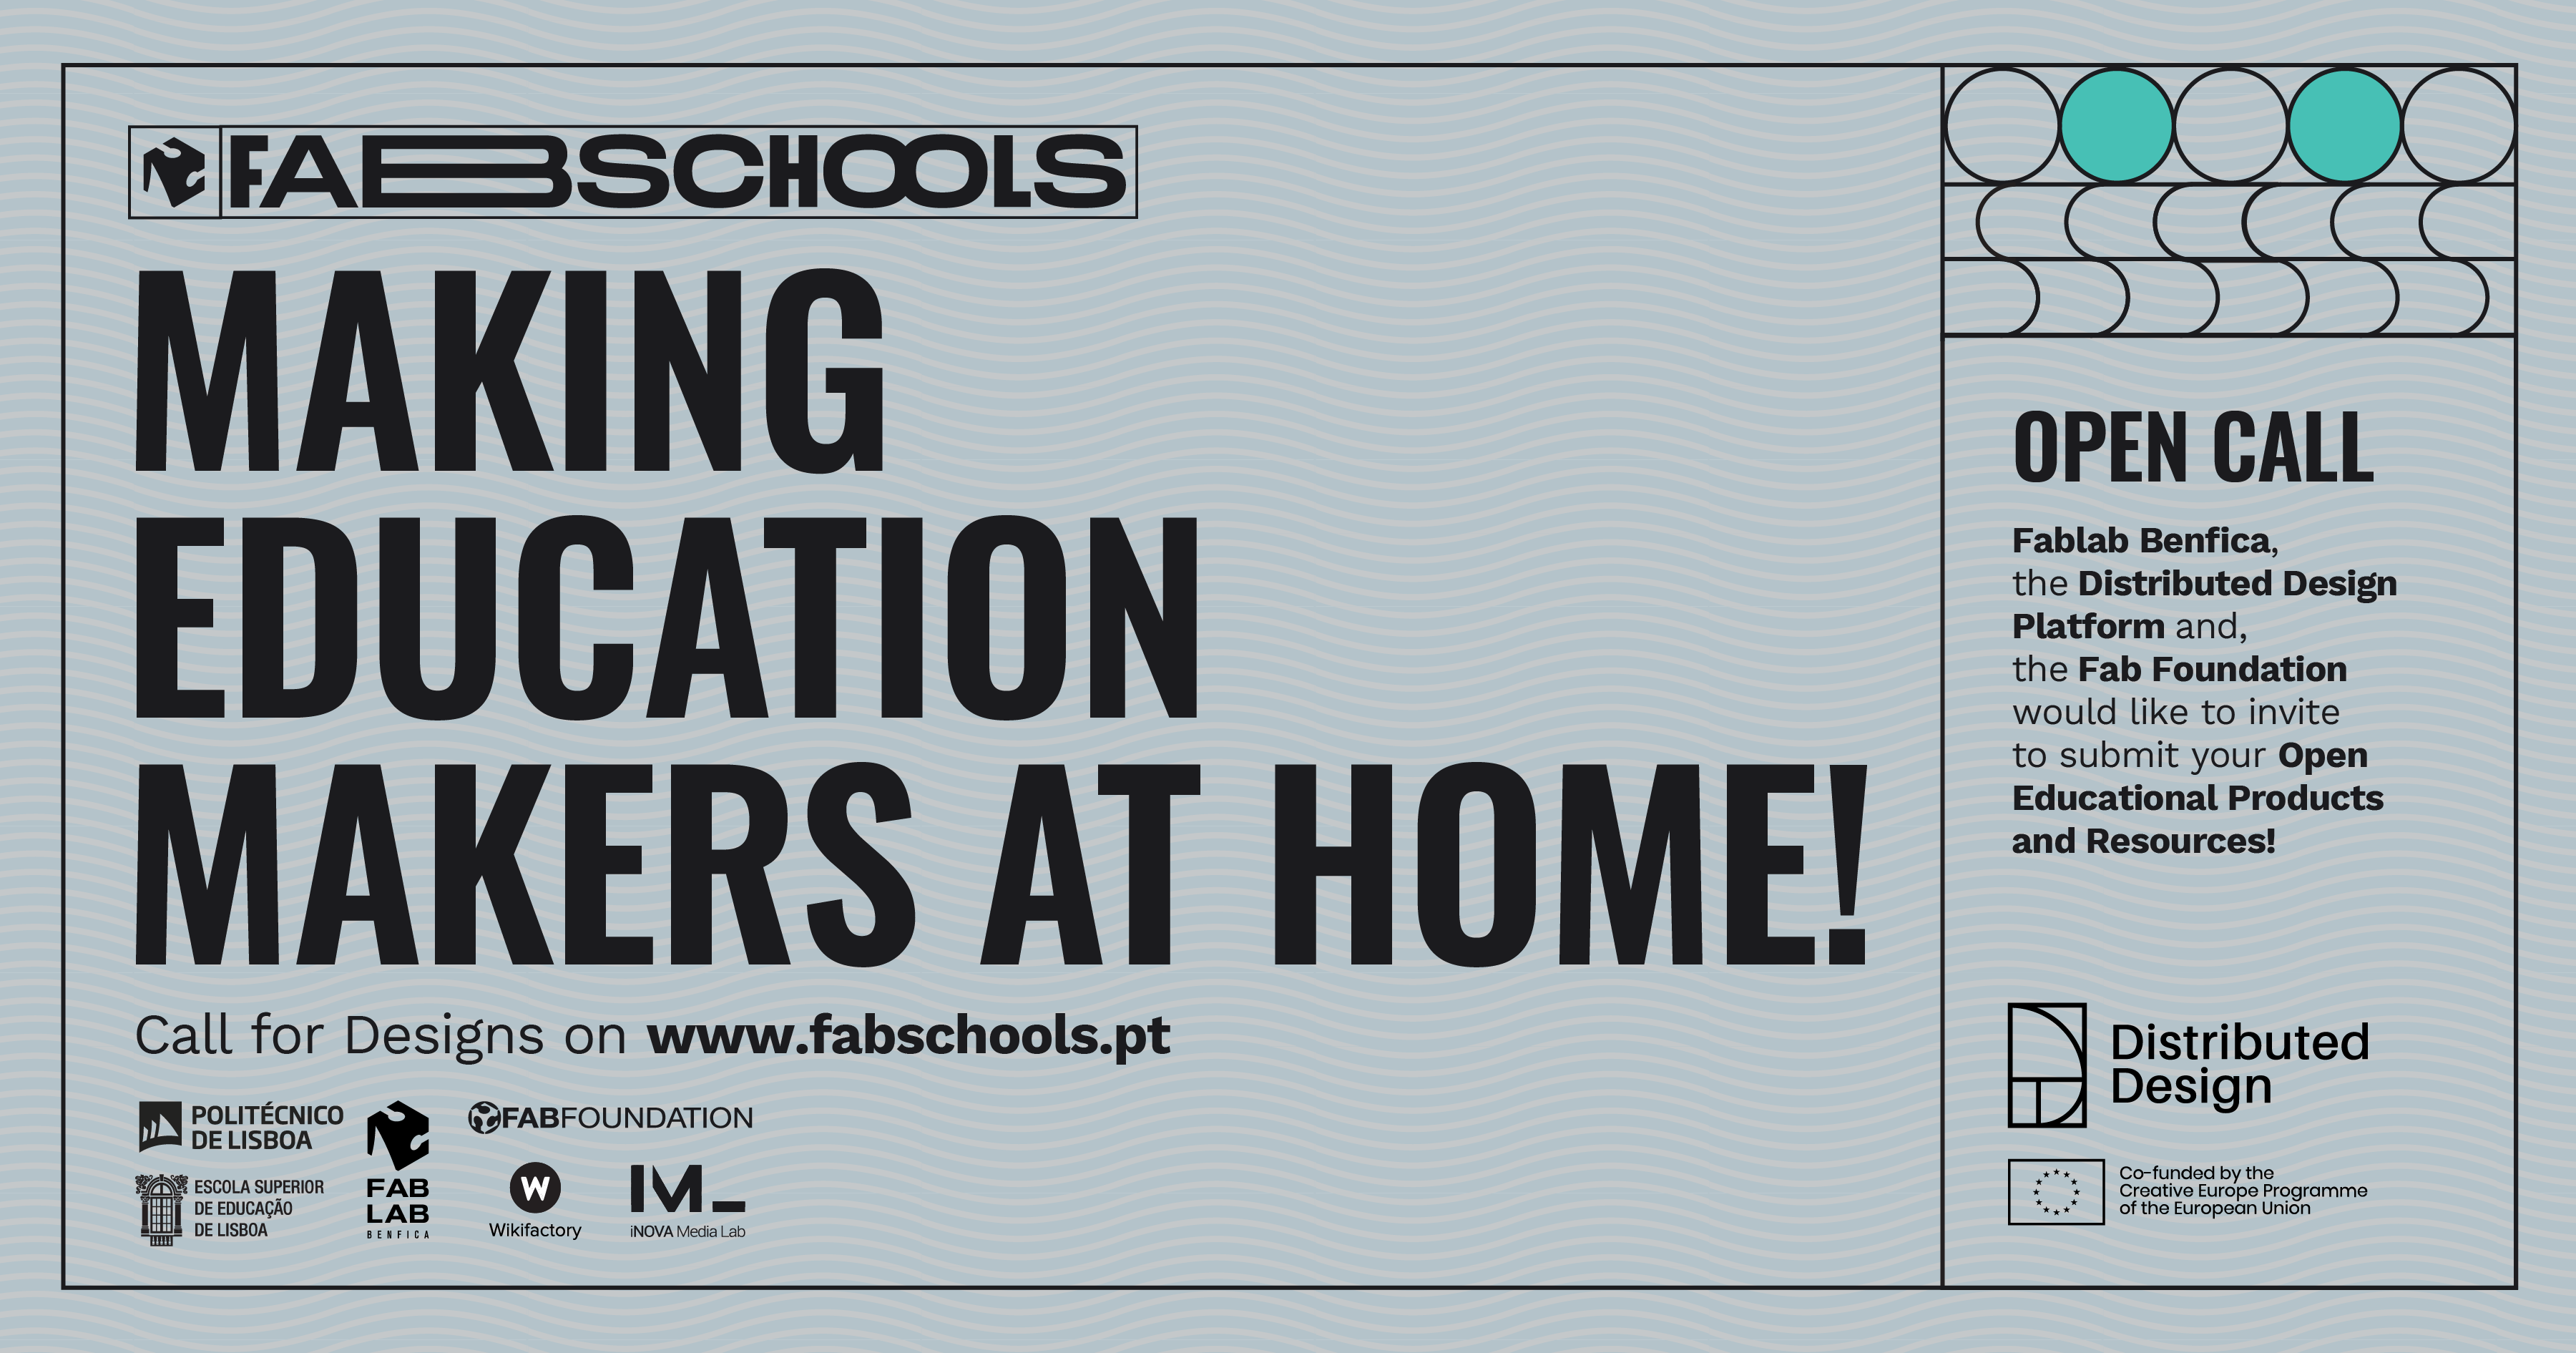 FABSCHOOLS
MAKING
EDUCATION
MAKERS AT HOME!
Call for Designs on www.fabschools.pt
POLITÉCNICO
DE LISBOA
ESCOLA SUPERIOR
DE EDUCAÇÃO
DE LISBOA
FAB
LAB
BENFICA
FABFOUNDATION
W
Wikifactory
IM_
iNOVA Media Lab
OPEN CALL
Fablab Benfica,
the Distributed Design
Platform and,
the Fab Foundation
would like to invite
to submit your Open
Educational Products
and Resources!
Distributed
Design
Co-funded by the
Creative Europe Programme
of the European Union